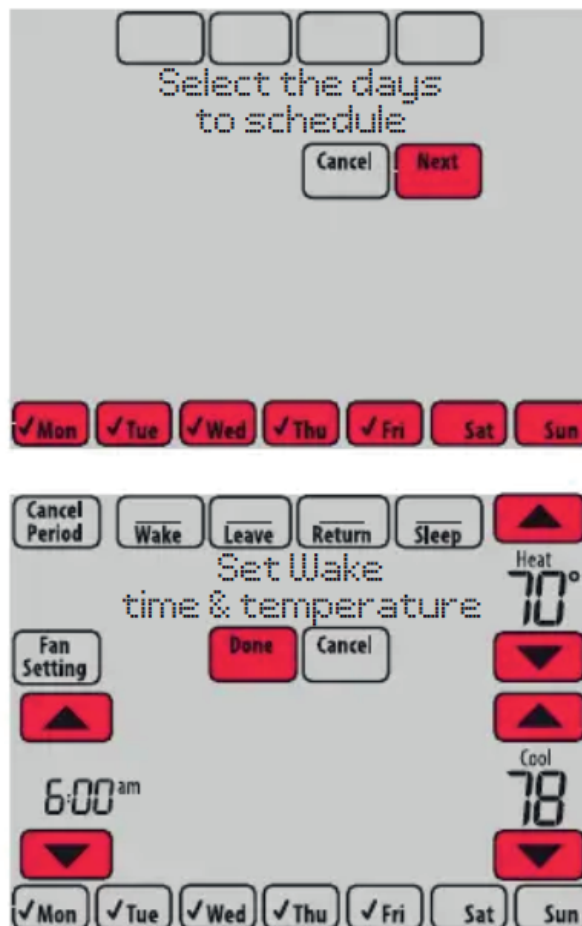 Select the days
to schedule
Cancel Next
✓Mon ✓Tue ✓Wed ✓Thu ✓Fri Sat Sun
Cancel
Period Wake Leave Return Sleep
Heat
Set Wake
70°
time & temperature
Fan
Setting
Done Cancel
Cool
6:00 am
78
✓Mon ✓Tue ✓Wed ✓Thu ✓Fri Sat Sun